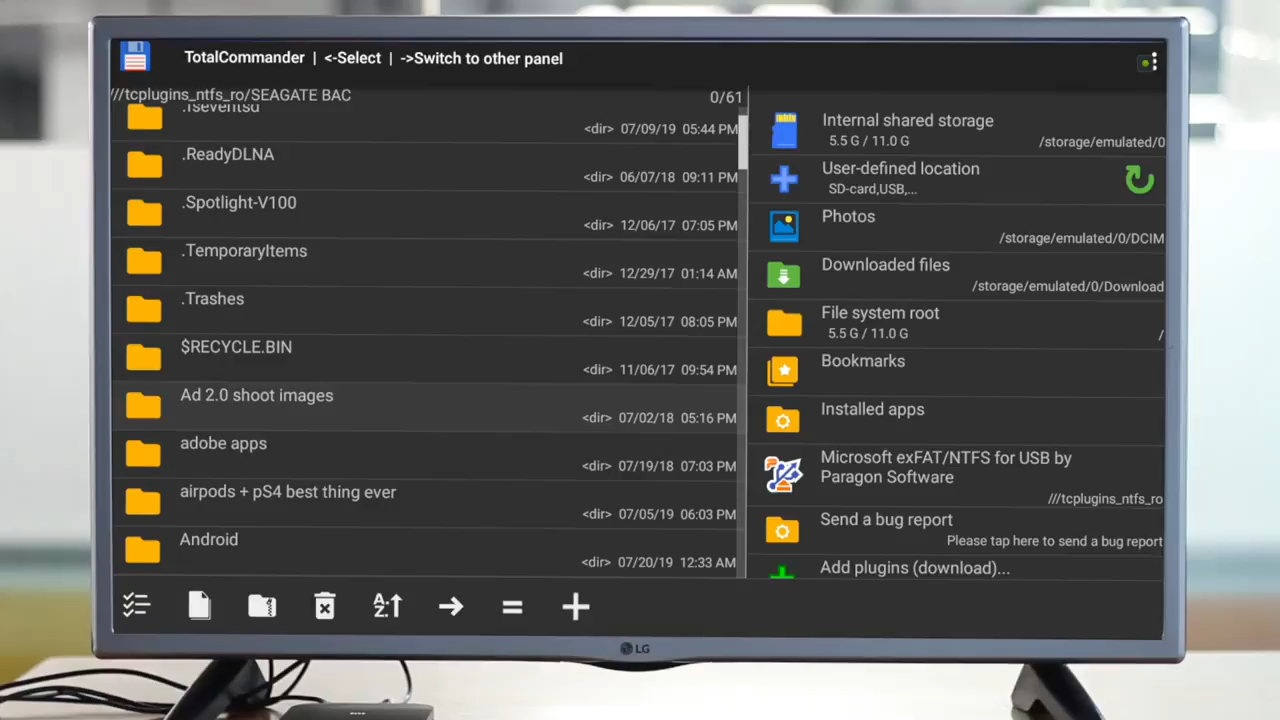 TotalCommander | <-Select | ->Switch to other panel
///tcplugins_ntfs_ro/SEAGATE BAC 0/61
.fseventsd
<dir> 07/09/19 05:44 PM
.ReadyDLNA
<dir> 06/07/18 09:11 PM
.Spotlight-V100
<dir> 12/06/17 07:05 PM
.TemporaryItems
<dir> 12/29/17 01:14 AM
.Trashes
<dir> 12/05/17 08:05 PM
$RECYCLE.BIN
<dir> 11/06/17 09:54 PM
Ad 2.0 shoot images
<dir> 07/02/18 05:16 PM
adobe apps
<dir> 07/19/18 07:03 PM
airpods + pS4 best thing ever
<dir> 07/05/19 06:03 PM
Android
<dir> 07/20/19 12:33 AM
Internal shared storage
5.5 G / 11.0 G /storage/emulated/0
User-defined location
SD-card,USB,...
Photos
/storage/emulated/0/DCIM
Downloaded files
/storage/emulated/0/Download
File system root
5.5 G / 11.0 G /
Bookmarks
Installed apps
Microsoft exFAT/NTFS for USB by
Paragon Software
///tcplugins_ntfs_ro
Send a bug report
Please tap here to send a bug report
Add plugins (download)...
A:
Z:
LG